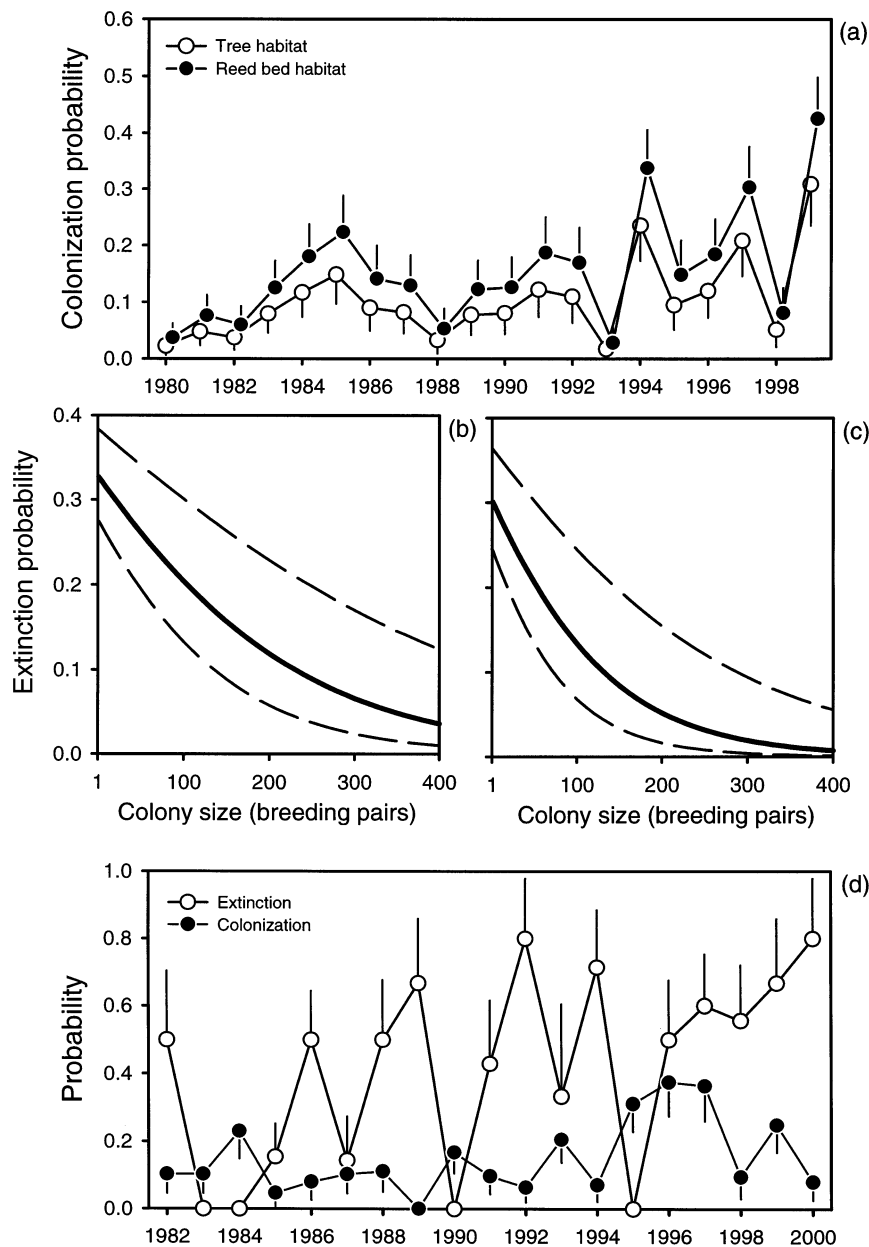 (a)
0.6
0.5
0.4
0.3
0.2
0.1
0.0
Colonization probability
Tree habitat
Reed bed habitat
1980 1982 1984 1986 1988 1990 1992 1994 1996 1998
(b)
(c)
0.4
0.3
0.2
0.1
0.0
Extinction probability
1 100 200 300 400
1 100 200 300 400
Colony size (breeding pairs)
Colony size (breeding pairs)
(d)
1.0
0.8
0.6
0.4
0.2
0.0
Probability
Extinction
Colonization
1982 1984 1986 1988 1990 1992 1994 1996 1998 2000